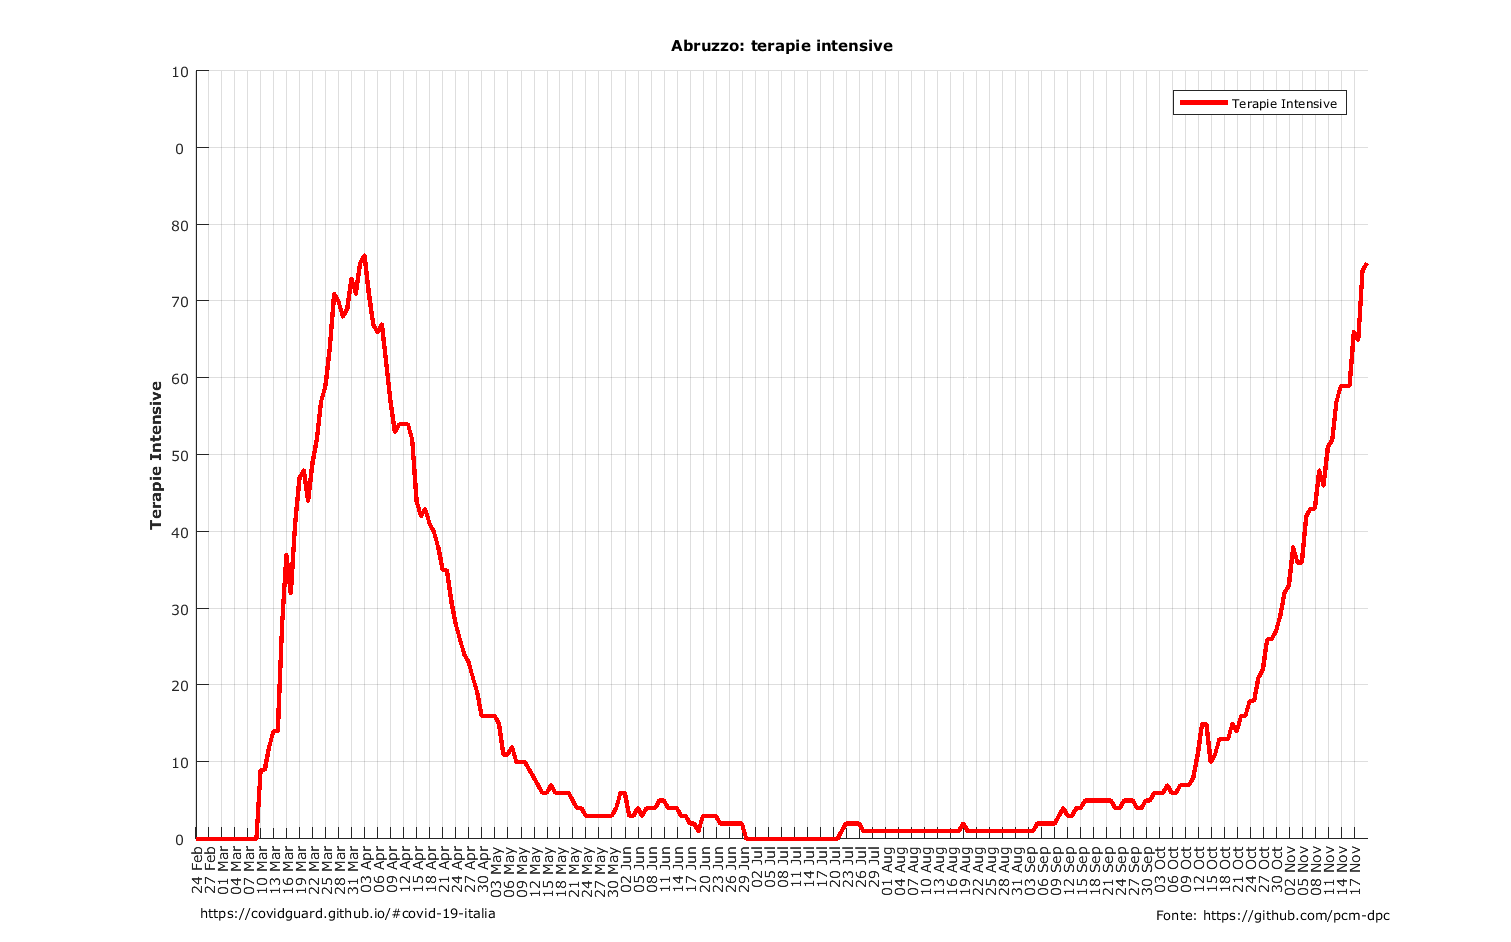 Abruzzo: terapie intensive
Terapie Intensive
10
0
80
70
60
50
40
30
20
10
0
Terapie Intensive
24 Feb
27 Feb
01 Mar
04 Mar
07 Mar
10 Mar
13 Mar
16 Mar
19 Mar
22 Mar
25 Mar
28 Mar
31 Mar
03 Apr
06 Apr
09 Apr
12 Apr
15 Apr
18 Apr
21 Apr
24 Apr
27 Apr
30 Apr
03 May
06 May
09 May
12 May
15 May
18 May
21 May
24 May
27 May
30 May
02 Jun
05 Jun
08 Jun
11 Jun
14 Jun
17 Jun
20 Jun
23 Jun
26 Jun
29 Jun
02 Jul
05 Jul
08 Jul
11 Jul
14 Jul
17 Jul
20 Jul
23 Jul
26 Jul
29 Jul
01 Aug
04 Aug
07 Aug
10 Aug
13 Aug
16 Aug
19 Aug
22 Aug
25 Aug
28 Aug
31 Aug
03 Sep
06 Sep
09 Sep
12 Sep
15 Sep
18 Sep
21 Sep
24 Sep
27 Sep
30 Sep
03 Oct
06 Oct
09 Oct
12 Oct
15 Oct
18 Oct
21 Oct
24 Oct
27 Oct
30 Oct
02 Nov
05 Nov
08 Nov
11 Nov
14 Nov
17 Nov
https://covidguard.github.io/#covid-19-italia
Fonte: https://github.com/pcm-dpc